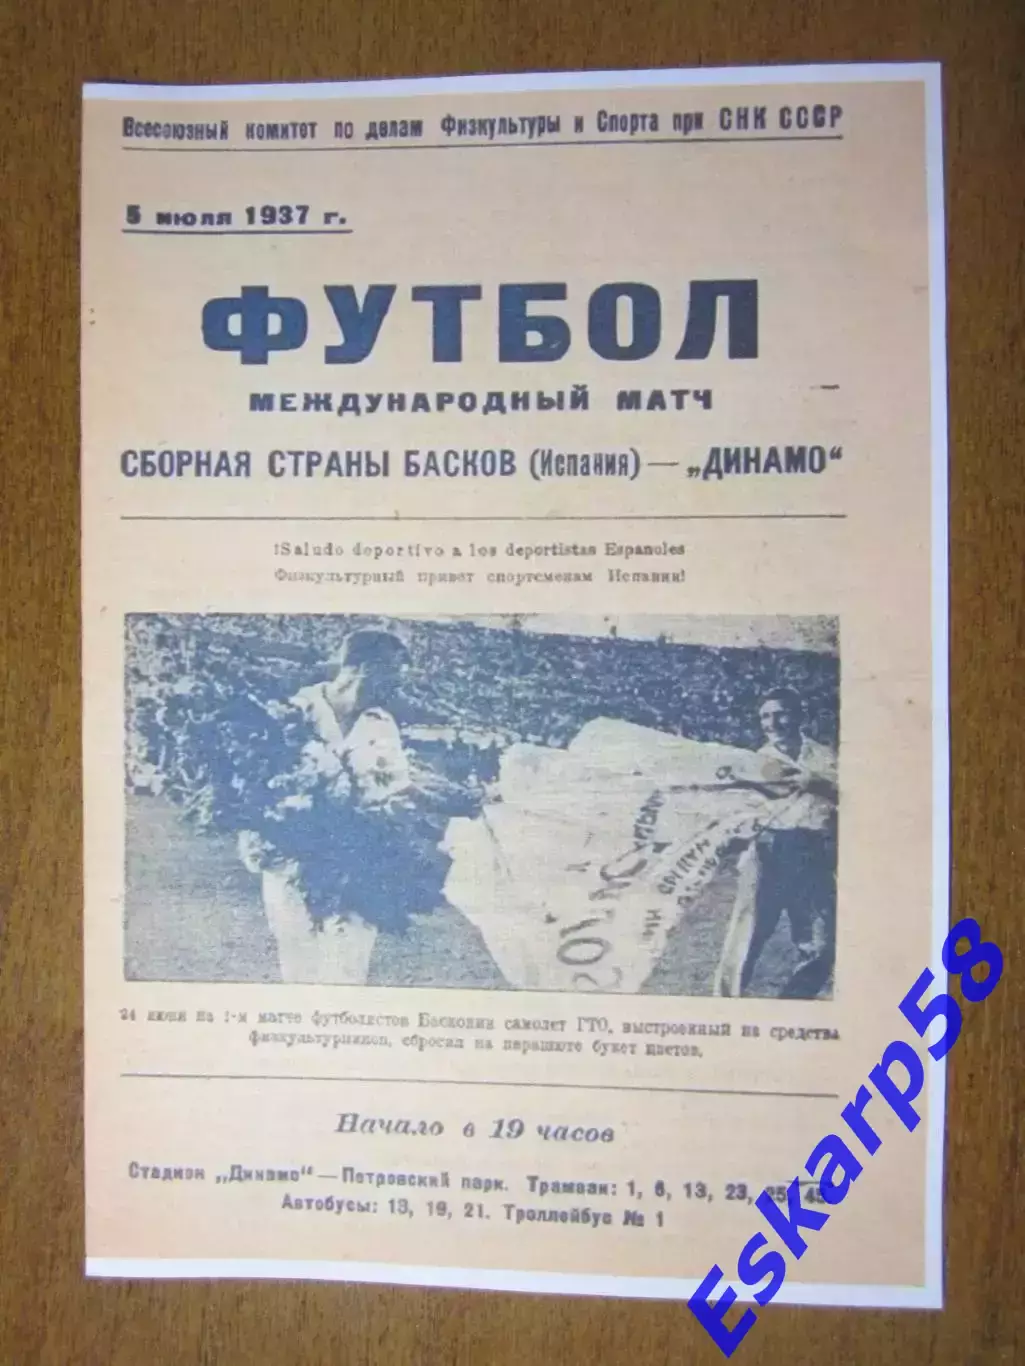 Всесоюзный комитет по делам Физкультуры и Спорта при СНК СССР
5 июля 1937 г.
ФУТБОЛ
МЕЖДУНАРОДНЫЙ МАТЧ
СБОРНАЯ СТРАНЫ БАСКОВ (Испания) — „ДИНАМО“
!Saludo deportivo a los deportistas Espanoles
Физкультурный привет спортсменам Испании!
24 июня на 1-м матче футболистов Басконии самолет ГТО, выстроенный на средства
физкультурников, сбросил на парашюте букет цветов.
Начало в 19 часов
Стадион „Динамо“ — Петровский парк. Трамваи: 1, 6, 13, 23, 25, 45
Автобусы: 13, 19, 21. Троллейбус № 1
Eskarp58